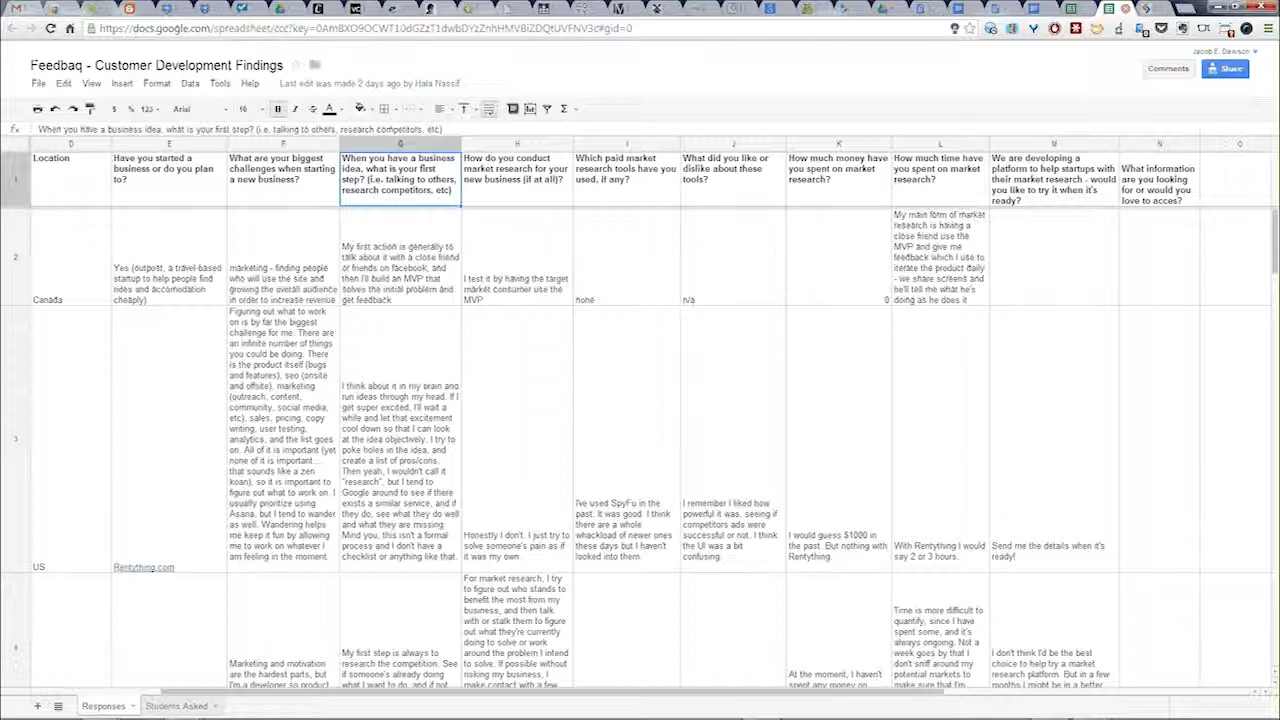 https://docs.google.com/spreadsheet/ccc?key=
Jacob E. Dawson
Feedbaq - Customer Development Findings
Comments
Share
File Edit View Insert Format Data Tools Help Last edit was made 2 days ago by Hala Nassif
$ % 123 Arial 16 B I S A Σ
fx When you have a business idea, what is your first step? (i.e. talking to others, research competitors, etc)
D E F G H I J K L M N O
1
Location
Have you started a
business or do you plan
to?
What are your biggest
challenges when starting
a new business?
When you have a business
idea, what is your first
step? (i.e. talking to others,
research competitors, etc)
How do you conduct
market research for your
new business (if at all)?
Which paid market
research tools have you
used, if any?
What did you like or
dislike about these
tools?
How much money have
you spent on market
research?
How much time have
you spent on market
research?
We are developing a
platform to help startups with
their market research - would
you like to try it when it's
ready?
What information
are you looking
for or would you
love to acces?
2
Canada
Yes (outpost, a travel-based
startup to help people find
rides and accomodation
cheaply)
marketing - finding people
who will use the site and
growing the overall audience
in order to increase revenue
My first action is generally to
talk about it with a close friend
or friends on facebook, and
then I'll build an MVP that
solves the initial problem and
get feedback
I test it by having the target
market consumer use the
MVP
none
n/a
0
My main form of market
research is having a
close friend use the
MVP and give me
feedback which I use to
iterate the product daily
- we share screens and
he'll tell me what he's
doing as he does it
3
US
Rentything.com
Figuring out what to work
on is by far the biggest
challenge for me. There are
an infinite number of things
you could be doing. There
is the product itself (bugs
and features), seo (onsite
and offsite), marketing
(outreach, content,
community, social media,
etc), sales, pricing, copy
writing, user testing,
analytics, and the list goes
on. All of it is important (yet
none of it is important....
that sounds like a zen
koan), so it is important to
figure out what to work on. I
usually prioritize using
Asana, but I tend to wander
as well. Wandering helps
me keep it fun by allowing
me to work on whatever I
am feeling in the moment.
I think about it in my brain and
run ideas through my head. If I
get super excited, I'll wait a
while and let that excitement
cool down so that I can look
at the idea objectively. I try to
poke holes in the idea, and
create a list of pros/cons.
Then yeah, I wouldn't call it
"research", but I tend to
Google around to see if there
exists a similar service, and if
they do, see what they do well
and what they are missing.
Mind you, this isn't a formal
process and I don't have a
checklist or anything like that.
Honestly I don't. I just try to
solve someone's pain as if
it was my own.
I've used SpyFu in the
past. It was good. I think
there are a whole
whackload of newer ones
these days but I haven't
looked into them.
I remember I liked how
powerful it was, seeing if
competitors ads were
successful or not. I think
the UI was a bit
confusing.
I would guess $1000 in
the past. But nothing with
Rentything.
With Rentything I would
say 2 or 3 hours.
Send me the details when it's
ready!
Marketing and motivation
are the hardest parts, but
I'm a developer so product
My first step is always to
research the competition. See
if someone's already doing
what I want to do, and if not
For market research, I try
to figure out who stands to
benefit the most from my
business, and then talk
with or stalk them to figure
out what they're currently
doing to solve or work
around the problem I intend
to solve. If possible without
risking my business, I
make contact with a few
At the moment, I haven't
spent any money on
Time is more difficult to
quantify, since I have
spent some, and it's
always ongoing. Not a
week goes by that I
don't sniff around my
potential markets to
make sure that I'm
I don't think I'd be the best
choice to help try a market
research platform. But in a few
months I might be in a better
Responses
Students Asked